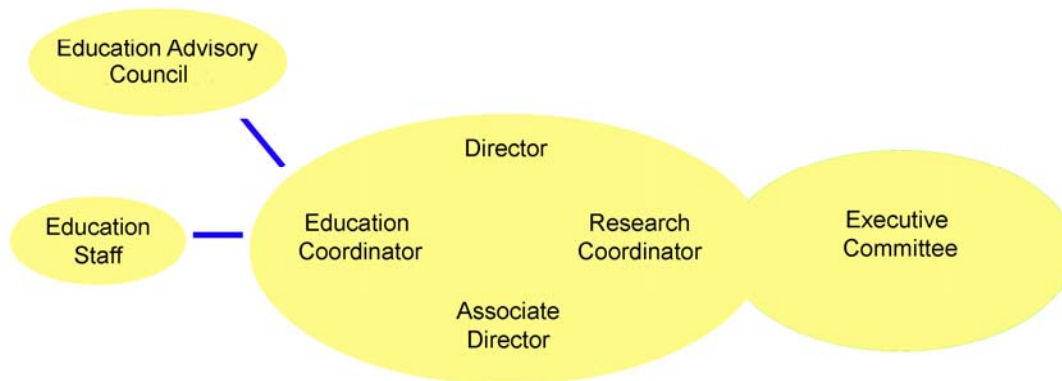 Education Advisory
Council
Director
Education
Staff
Education
Coordinator
Research
Coordinator
Executive
Committee
Associate
Director